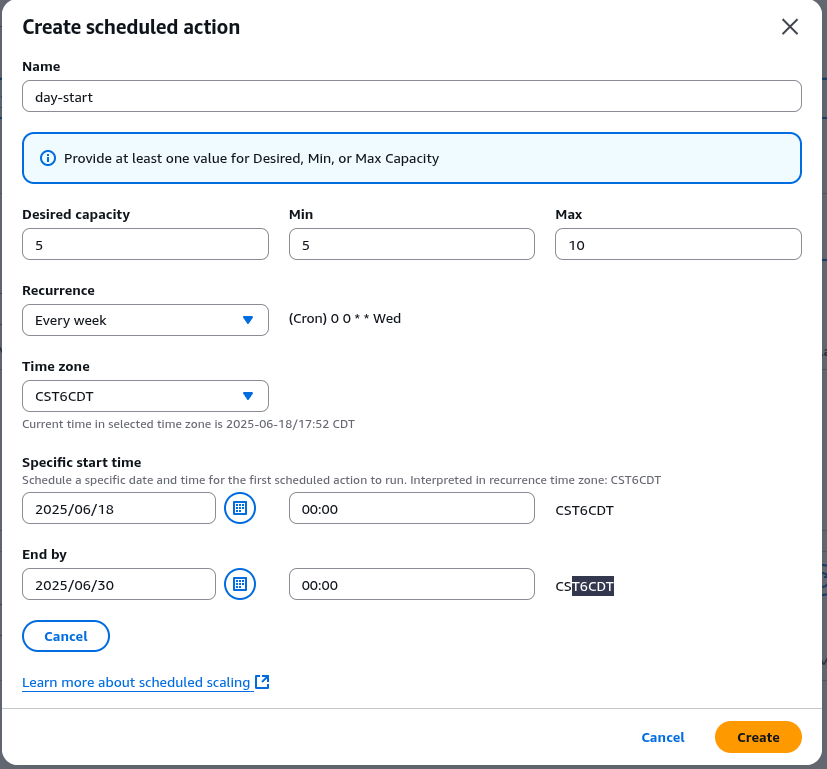 Create scheduled action
Name
day-start
Provide at least one value for Desired, Min, or Max Capacity
Desired capacity Min Max
5 5 10
Recurrence
Every week (Cron) 0 0 * * Wed
Time zone
CST6CDT
Current time in selected time zone is 2025-06-18/17:52 CDT
Specific start time
Schedule a specific date and time for the first scheduled action to run. Interpreted in recurrence time zone: CST6CDT
2025/06/18 00:00 CST6CDT
End by
2025/06/30 00:00 CST6CDT
Cancel
Learn more about scheduled scaling
Cancel Create